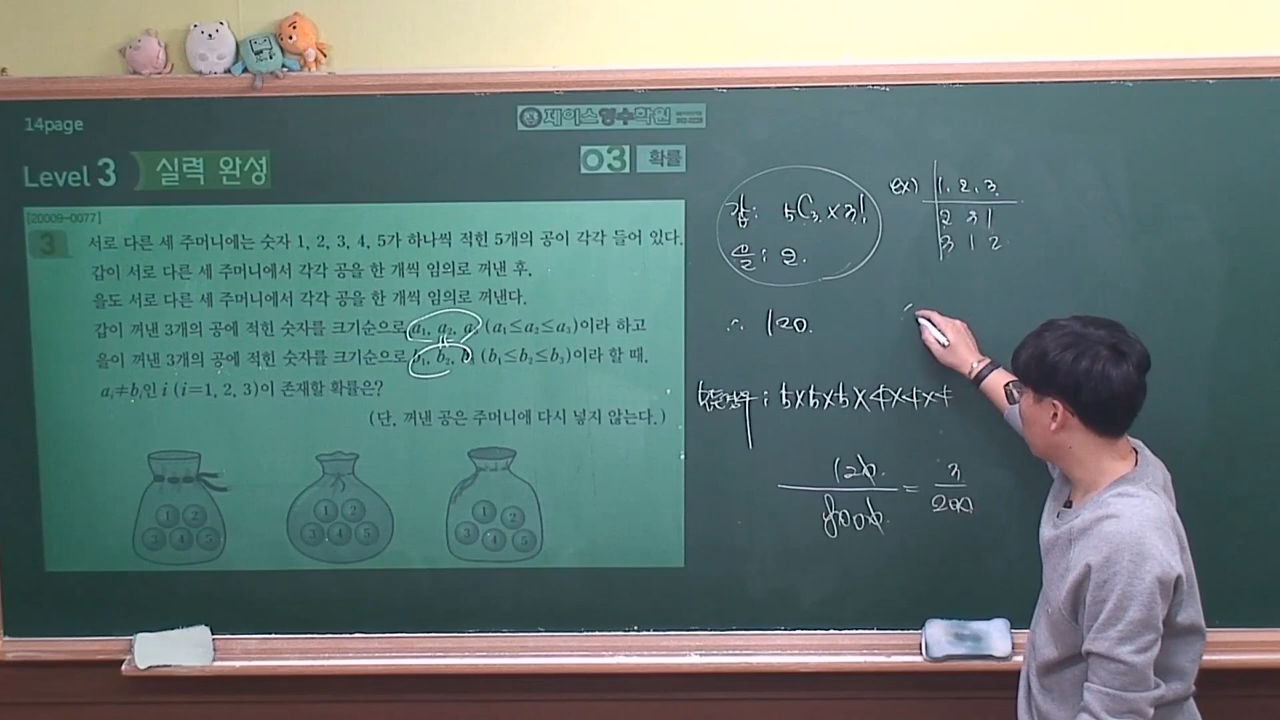 14page
제이스영수학원
Level 3 실력 완성
03 확률
[20009-0077]
3 서로 다른 세 주머니에는 숫자 1, 2, 3, 4, 5가 하나씩 적힌 5개의 공이 각각 들어 있다.
갑이 서로 다른 세 주머니에서 각각 공을 한 개씩 임의로 꺼낸 후,
을도 서로 다른 세 주머니에서 각각 공을 한 개씩 임의로 꺼낸다.
갑이 꺼낸 3개의 공에 적힌 숫자를 크기순으로 a₁, a₂, a₃ (a₁≤a₂≤a₃)이라 하고
을이 꺼낸 3개의 공에 적힌 숫자를 크기순으로 b₁, b₂, b₃ (b₁≤b₂≤b₃)이라 할 때,
aᵢ≠bᵢ인 i (i=1, 2, 3)이 존재할 확률은?
(단, 꺼낸 공은 주머니에 다시 넣지 않는다.)
1 2
3 4 5
1 2
3 4 5
1 2
3 4 5
갑: ₅C₃×3!
을: 2.
∴ 120.
ex) 1, 2, 3
2 3 1
3 1 2
모든경우: 5×5×5×4×4×4
120/8000 = 3/200